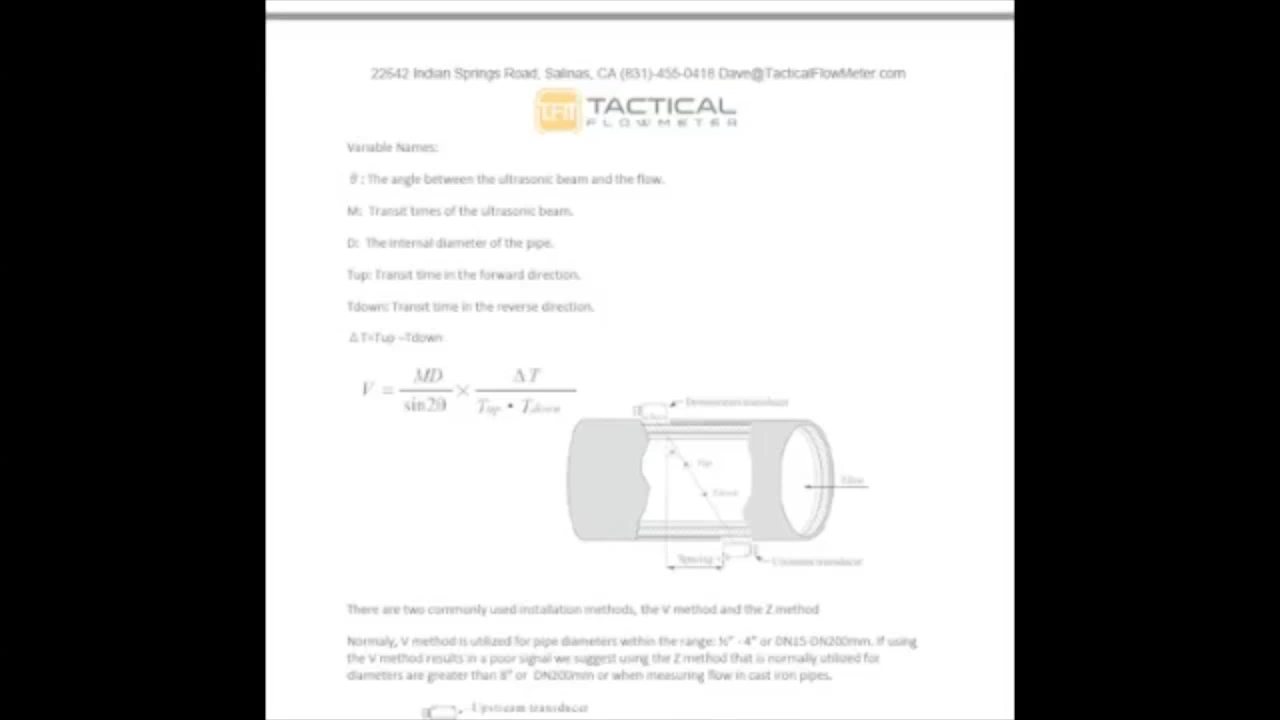 22542 Indian Springs Road, Salinas, CA (831)-455-0418 Dave@TacticalFlowMeter.com
TFM TACTICAL
FLOWMETER
Variable Names:
θ : The angle between the ultrasonic beam and the flow.
M: Transit times of the ultrasonic beam.
D: The internal diameter of the pipe.
Tup: Transit time in the forward direction.
Tdown: Transit time in the reverse direction.
Δ T=Tup –Tdown
V = MD / sin2θ × Δ T / Tup • Tdown
Downstream transducer
Tup
Tdown
Flow
Spacing
Upstream transducer
There are two commonly used installation methods, the V method and the Z method
Normaly, V method is utilized for pipe diameters within the range: ½" - 4" or DN15-DN200mm. If using
the V method results in a poor signal we suggest using the Z method that is normally utilized for
diameters are greater than 8" or DN200mm or when measuring flow in cast iron pipes.
Upstream transducer